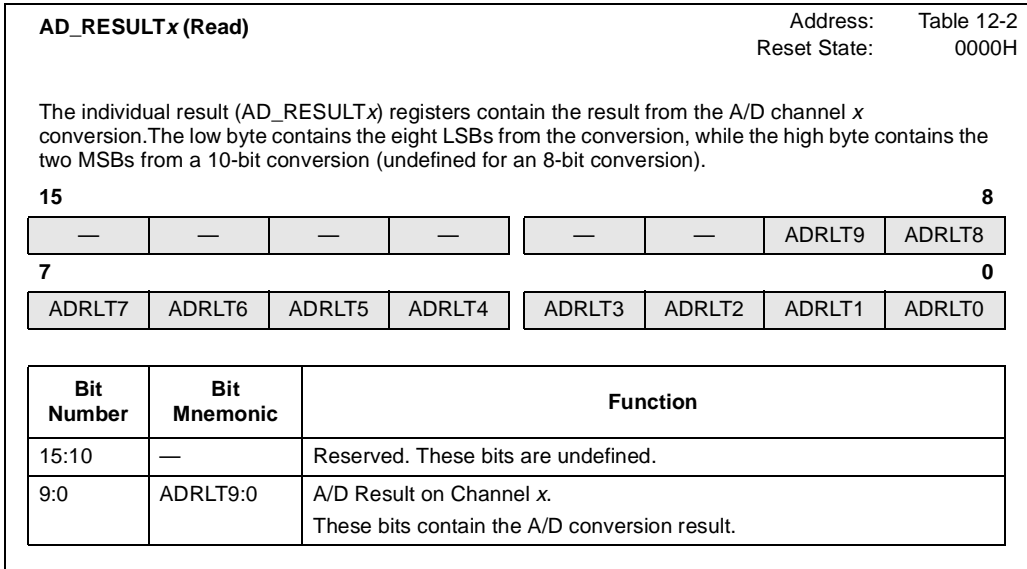 AD_RESULTx (Read) Address: Table 12-2
Reset State: 0000H
The individual result (AD_RESULTx) registers contain the result from the A/D channel x
conversion.The low byte contains the eight LSBs from the conversion, while the high byte contains the
two MSBs from a 10-bit conversion (undefined for an 8-bit conversion).
15 8
— — — — — — ADRLT9 ADRLT8
7 0
ADRLT7 ADRLT6 ADRLT5 ADRLT4 ADRLT3 ADRLT2 ADRLT1 ADRLT0
Bit Number Bit Mnemonic Function
15:10 — Reserved. These bits are undefined.
9:0 ADRLT9:0 A/D Result on Channel x.
These bits contain the A/D conversion result.